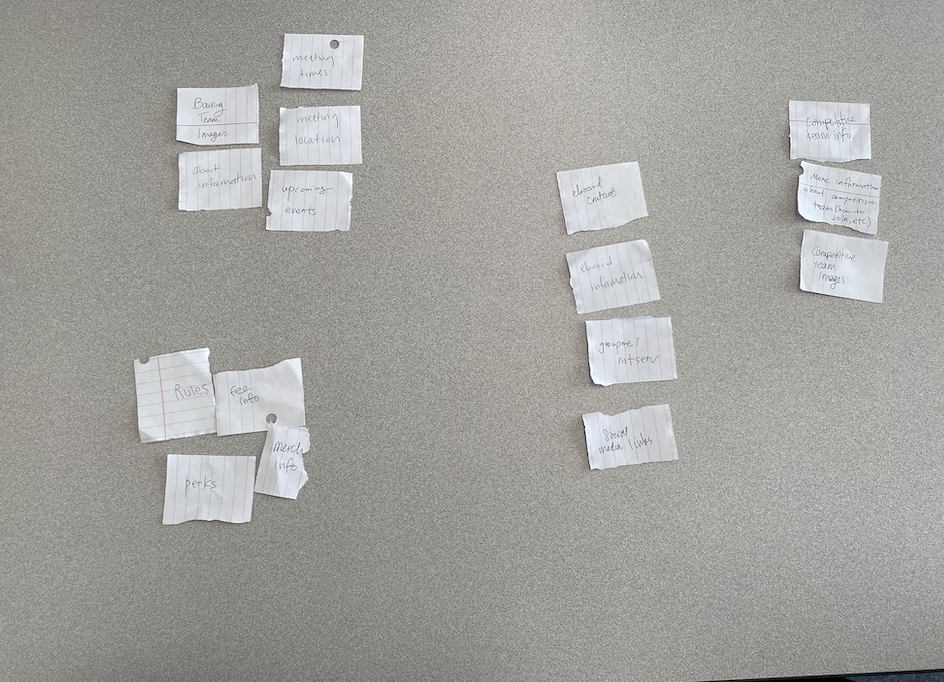 meeting
times
Boxing
Team
Images
meeting
location
about
information
upcoming
events
Rules
fee
info
merch
info
perks
eboard
contact
eboard
information
groupme/
listserv
Social
media links
Competitive
team info
More information
about competitive
team (how to
join, etc)
Competitive
team
Images